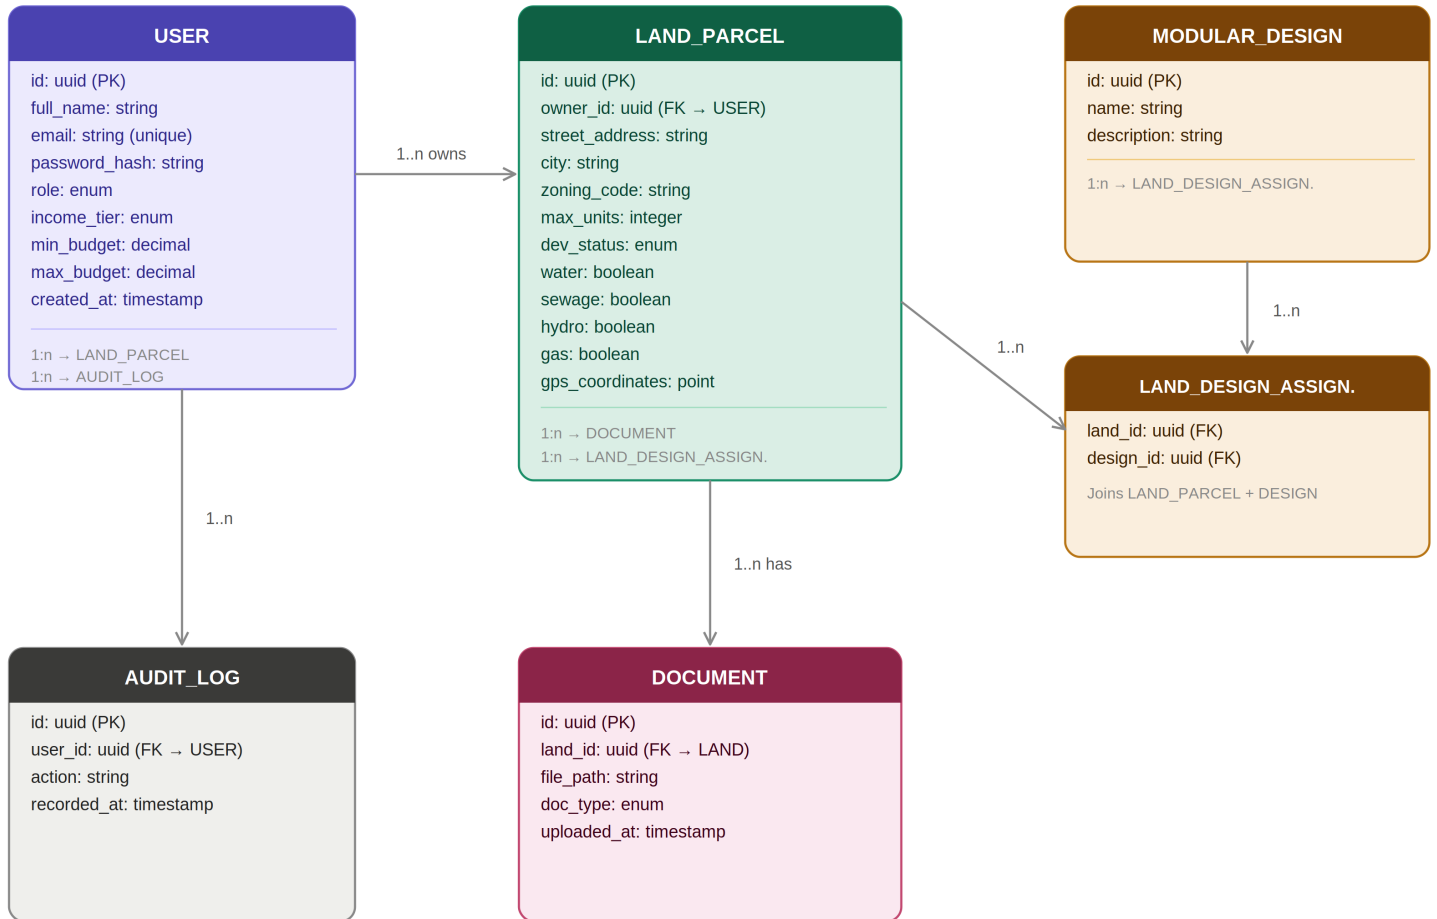 USER
id: uuid (PK)
full_name: string
email: string (unique)
password_hash: string
role: enum
income_tier: enum
min_budget: decimal
max_budget: decimal
created_at: timestamp
1:n → LAND_PARCEL
1:n → AUDIT_LOG
1..n owns
LAND_PARCEL
id: uuid (PK)
owner_id: uuid (FK → USER)
street_address: string
city: string
zoning_code: string
max_units: integer
dev_status: enum
water: boolean
sewage: boolean
hydro: boolean
gas: boolean
gps_coordinates: point
1:n → DOCUMENT
1:n → LAND_DESIGN_ASSIGN.
MODULAR_DESIGN
id: uuid (PK)
name: string
description: string
1:n → LAND_DESIGN_ASSIGN.
1..n
1..n
LAND_DESIGN_ASSIGN.
land_id: uuid (FK)
design_id: uuid (FK)
Joins LAND_PARCEL + DESIGN
1..n
1..n has
AUDIT_LOG
id: uuid (PK)
user_id: uuid (FK → USER)
action: string
recorded_at: timestamp
DOCUMENT
id: uuid (PK)
land_id: uuid (FK → LAND)
file_path: string
doc_type: enum
uploaded_at: timestamp